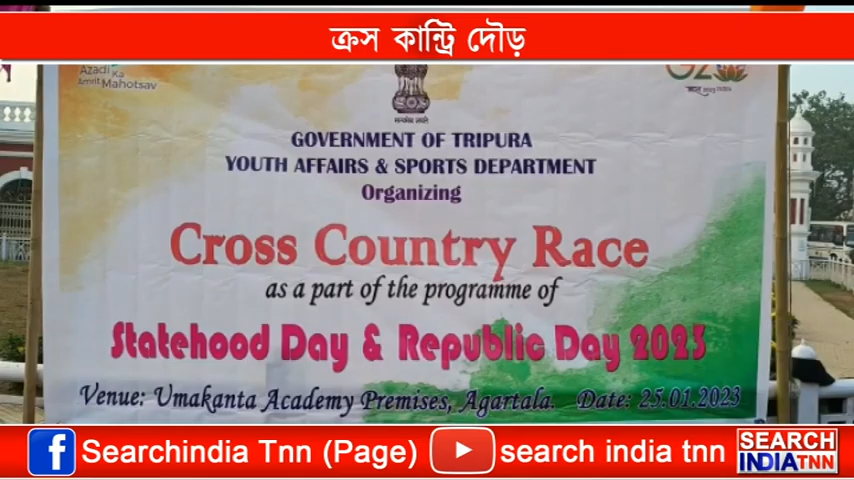 ক্রস কান্ট্রি দৌড়
Azadi Ka
Amrit Mahotsav
G20
GOVERNMENT OF TRIPURA
YOUTH AFFAIRS & SPORTS DEPARTMENT
Organizing
Cross Country Race
as a part of the programme of
Statehood Day & Republic Day 2023
Venue: Umakanta Academy Premises, Agartala. Date: 25.01.2023
Searchindia Tnn (Page) search india tnn
SEARCH
INDIA TNN